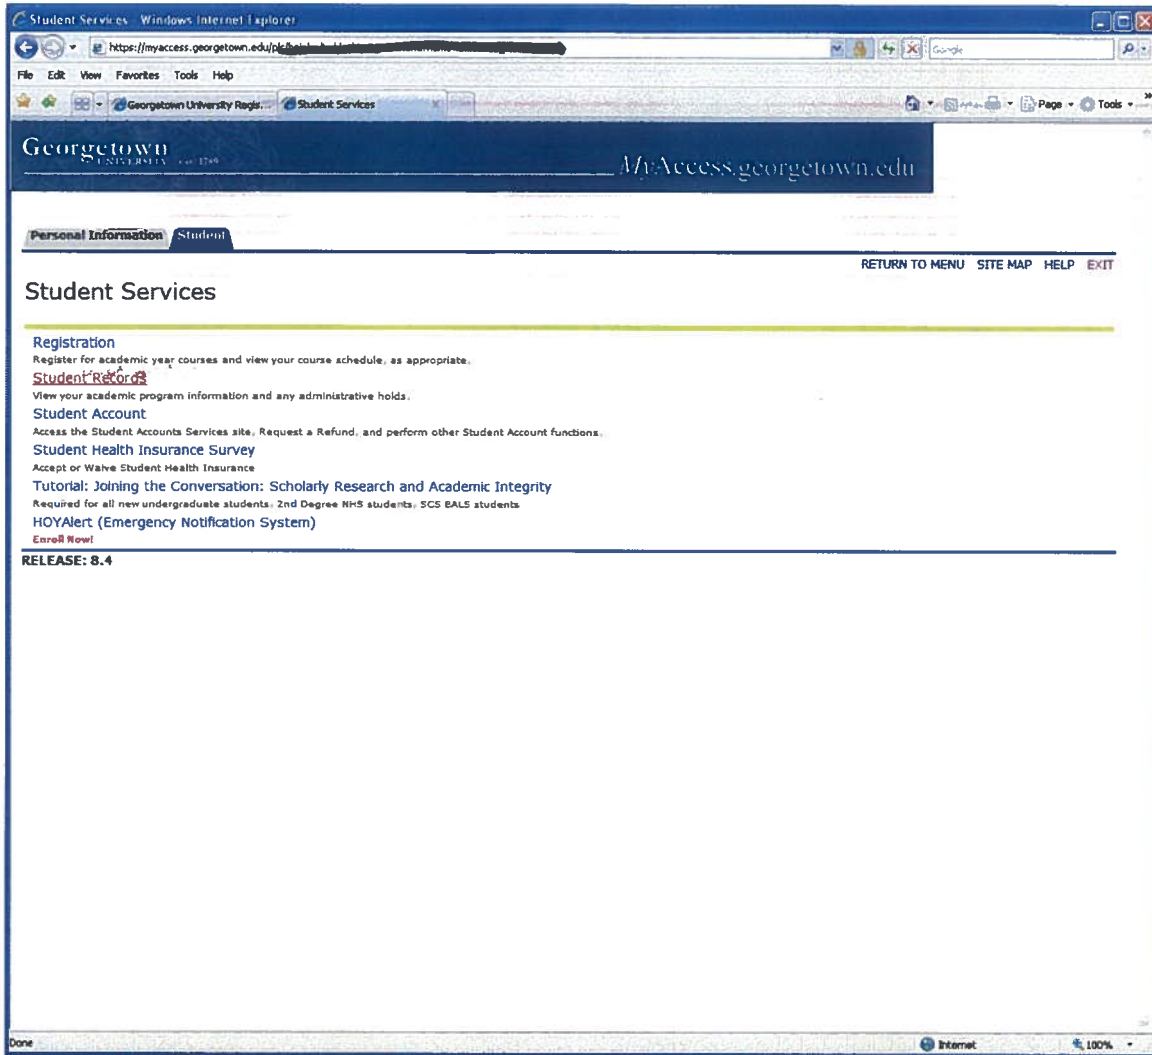 Student Services - Windows Internet Explorer
https://myaccess.georgetown.edu/pls/
Google
File Edit View Favorites Tools Help
Georgetown University Regis... Student Services
Page Tools
Georgetown
UNIVERSITY est. 1789
MyAccess.georgetown.edu
Personal Information Student
RETURN TO MENU SITE MAP HELP EXIT
Student Services
Registration
Register for academic year courses and view your course schedule, as appropriate.
Student Records
View your academic program information and any administrative holds.
Student Account
Access the Student Accounts Services site, Request a Refund, and perform other Student Account functions.
Student Health Insurance Survey
Accept or Waive Student Health Insurance
Tutorial: Joining the Conversation: Scholarly Research and Academic Integrity
Required for all new undergraduate students, 2nd Degree NHS students, SCS BALS students
HOYAlert (Emergency Notification System)
Enroll Now!
RELEASE: 8.4
Done
Internet
100%